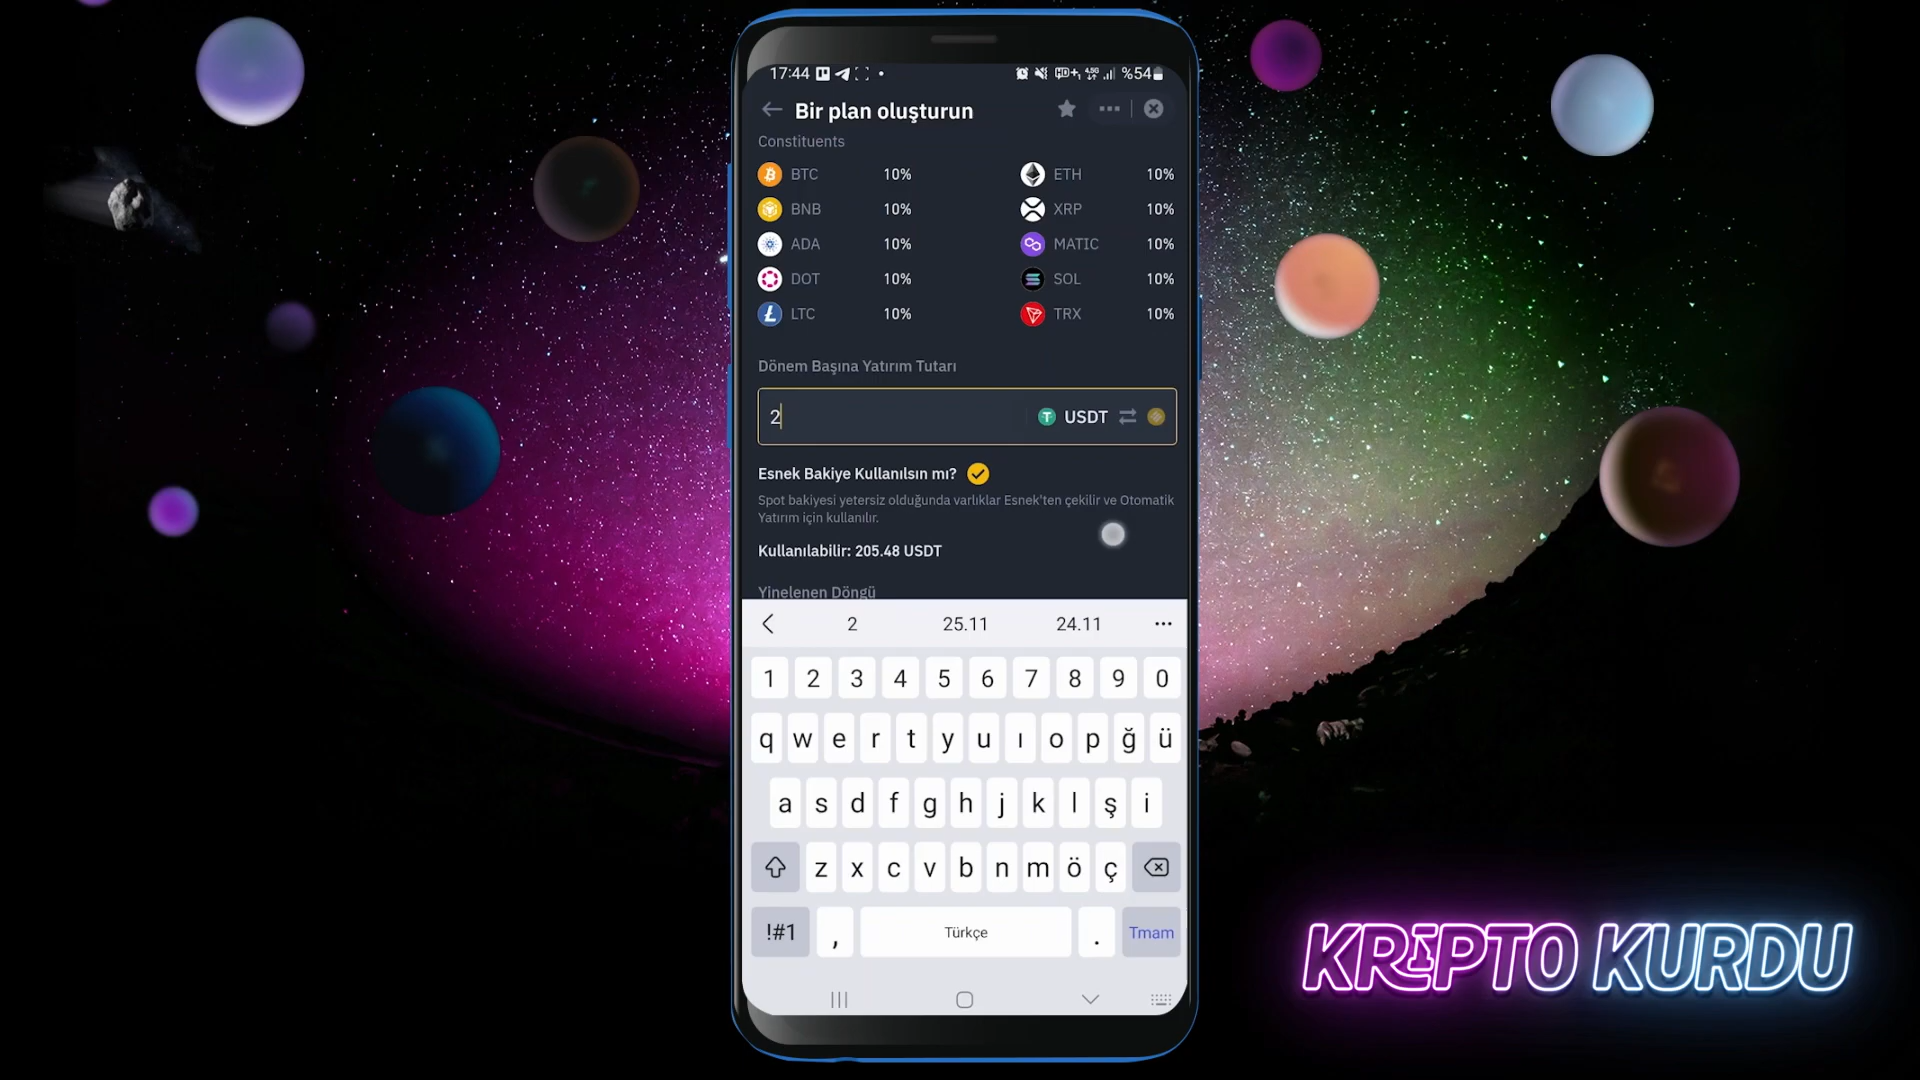 17:44 %54
Bir plan oluşturun
Constituents
BTC 10% ETH 10%
BNB 10% XRP 10%
ADA 10% MATIC 10%
DOT 10% SOL 10%
LTC 10% TRX 10%
Dönem Başına Yatırım Tutarı
2 USDT
Esnek Bakiye Kullanılsın mı?
Spot bakiyesi yetersiz olduğunda varlıklar Esnek'ten çekilir ve Otomatik
Yatırım için kullanılır.
Kullanılabilir: 205.48 USDT
Yinelenen Döngü
2 25.11 24.11
1 2 3 4 5 6 7 8 9 0
q w e r t y u ı o p ğ ü
a s d f g h j k l ş i
z x c v b n m ö ç
!#1 , Türkçe . Tmam
KRİPTO KURDU